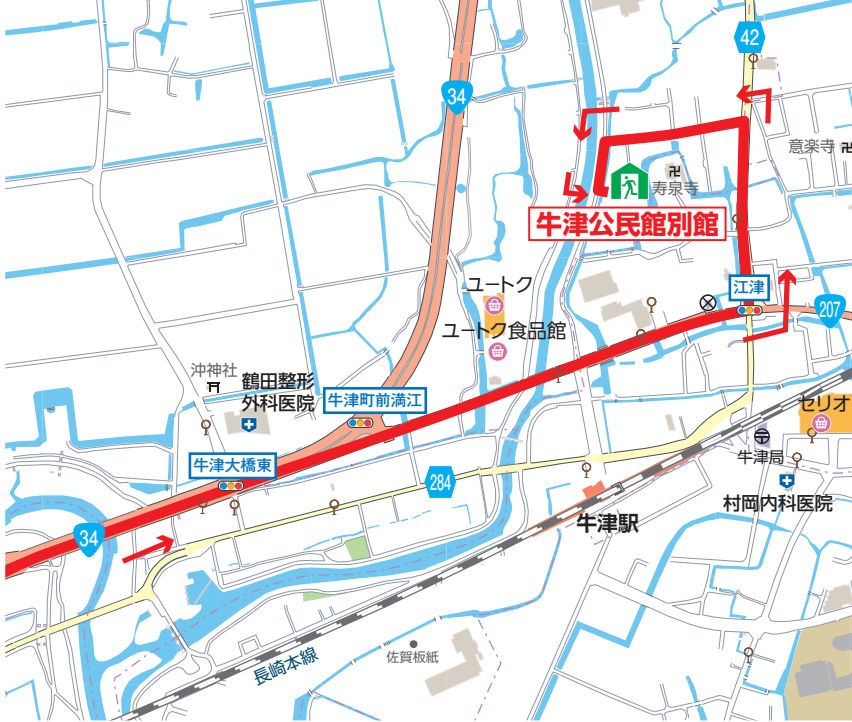 42
34
意楽寺
卍
卍
寿泉寺
牛津公民館別館
ユートク
江津
207
ユートク食品館
沖神社
鶴田整形
外科医院
牛津町前満江
セリオ
牛津大橋東
牛津局
284
村岡内科医院
牛津駅
34
佐賀板紙
長崎本線